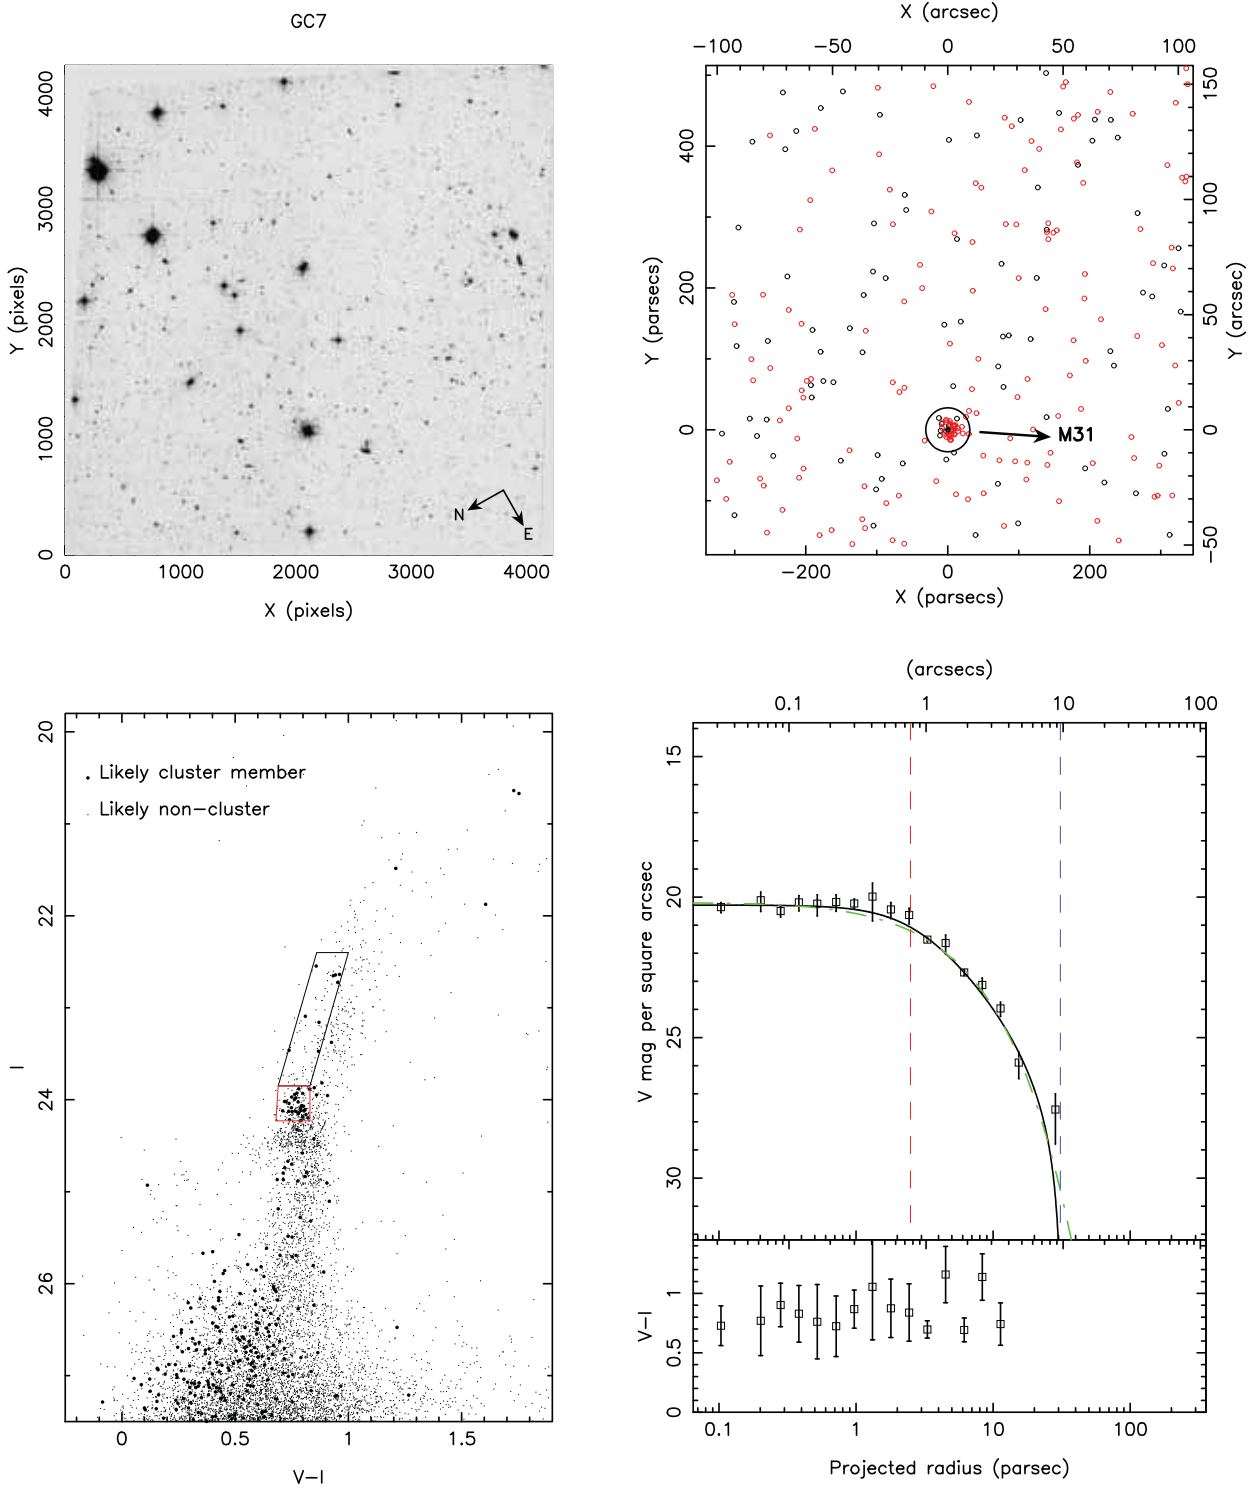 GC7
4000
3000
2000
1000
0
Y (pixels)
N
E
0 1000 2000 3000 4000
X (pixels)
X (arcsec)
−100 −50 0 50 100
400
200
0
Y (parsecs)
150
100
50
0
−50
Y (arcsec)
M31
−200 0 200
X (parsecs)
20
22
24
26
I
Likely cluster member
Likely non−cluster
0 0.5 1 1.5
V−I
(arcsecs)
0.1 1 10 100
15
20
25
30
V mag per square arcsec
1
0.5
0
V−I
0.1 1 10 100
Projected radius (parsec)